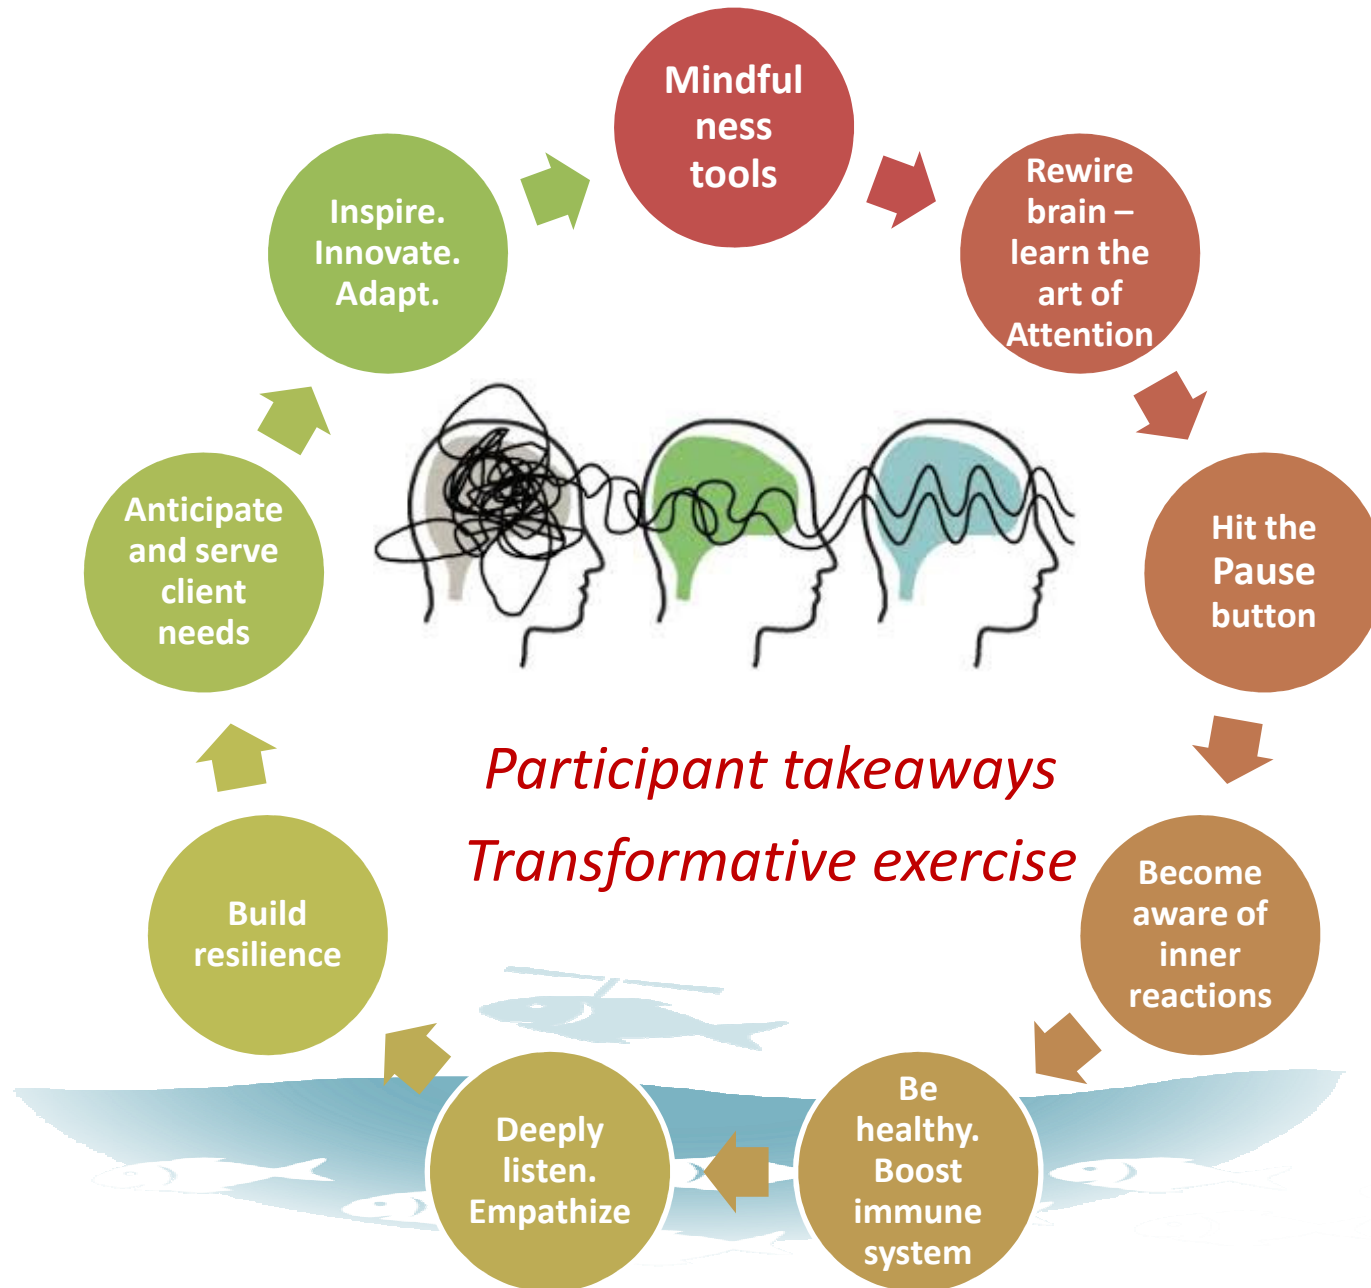 Mindful
ness
tools
Rewire
brain –
learn the
art of
Attention
Hit the
Pause
button
Become
aware of
inner
reactions
Be
healthy.
Boost
immune
system
Deeply
listen.
Empathize
Build
resilience
Anticipate
and serve
client
needs
Inspire.
Innovate.
Adapt.
Participant takeaways
Transformative exercise